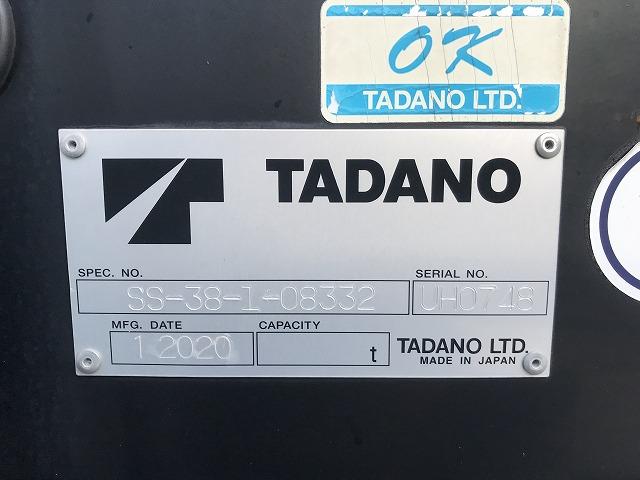 OK
TADANO LTD.
TADANO
SPEC. NO. SERIAL NO.
SS-38-1-08332 UH0748
MFG. DATE CAPACITY
1 2020 t
TADANO LTD.
MADE IN JAPAN